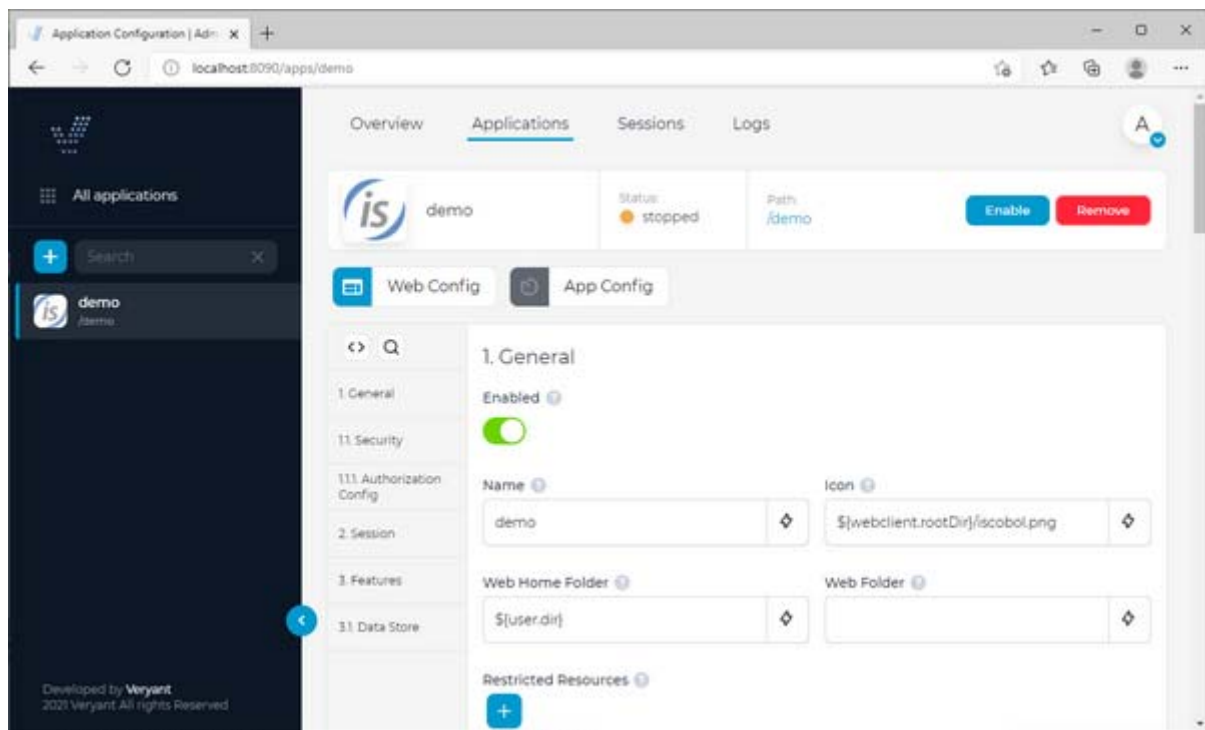 Application Configuration | Adm
localhost:8090/apps/demo
Overview Applications Sessions Logs
A
All applications
is demo
Status:
stopped
Path:
/demo
Enable Remove
Search
Web Config App Config
is
demo
/demo
1. General
1. General
Enabled
1.1. Security
1.1.1. Authorization
Config
Name Icon
demo ${webclient.rootDir}/iscobol.png
2. Session
3. Features
Web Home Folder Web Folder
${user.dir}
3.1. Data Store
Restricted Resources
Developed by Veryant
2021 Veryant All rights Reserved